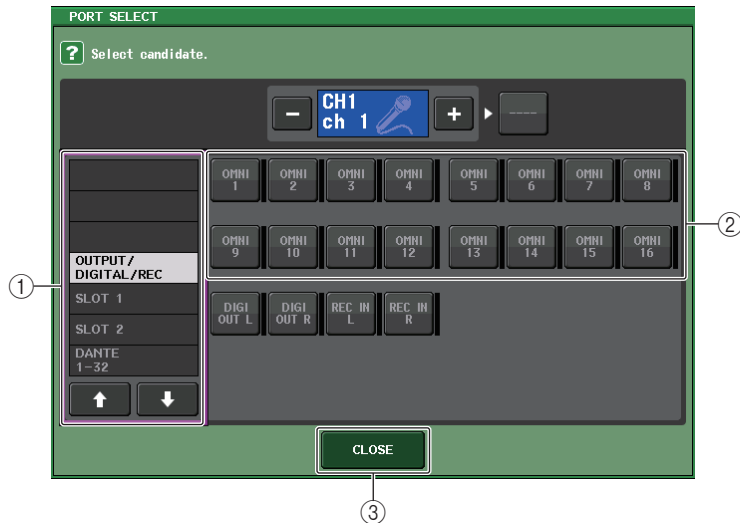 PORT SELECT
? Select candidate.
− CH1 + ----
ch 1
OMNI 1 OMNI 2 OMNI 3 OMNI 4 OMNI 5 OMNI 6 OMNI 7 OMNI 8
②
OMNI 9 OMNI 10 OMNI 11 OMNI 12 OMNI 13 OMNI 14 OMNI 15 OMNI 16
①
OUTPUT/
DIGITAL/REC
SLOT 1
SLOT 2
DANTE
1-32
DIGI OUT L DIGI OUT R REC IN L REC IN R
CLOSE
③